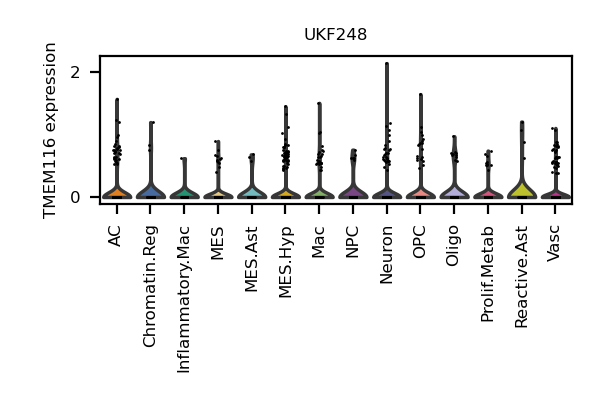 UKF248
TMEM116 expression
2
0
AC
Chromatin.Reg
Inflammatory.Mac
MES
MES.Ast
MES.Hyp
Mac
NPC
Neuron
OPC
Oligo
Prolif.Metab
Reactive.Ast
Vasc